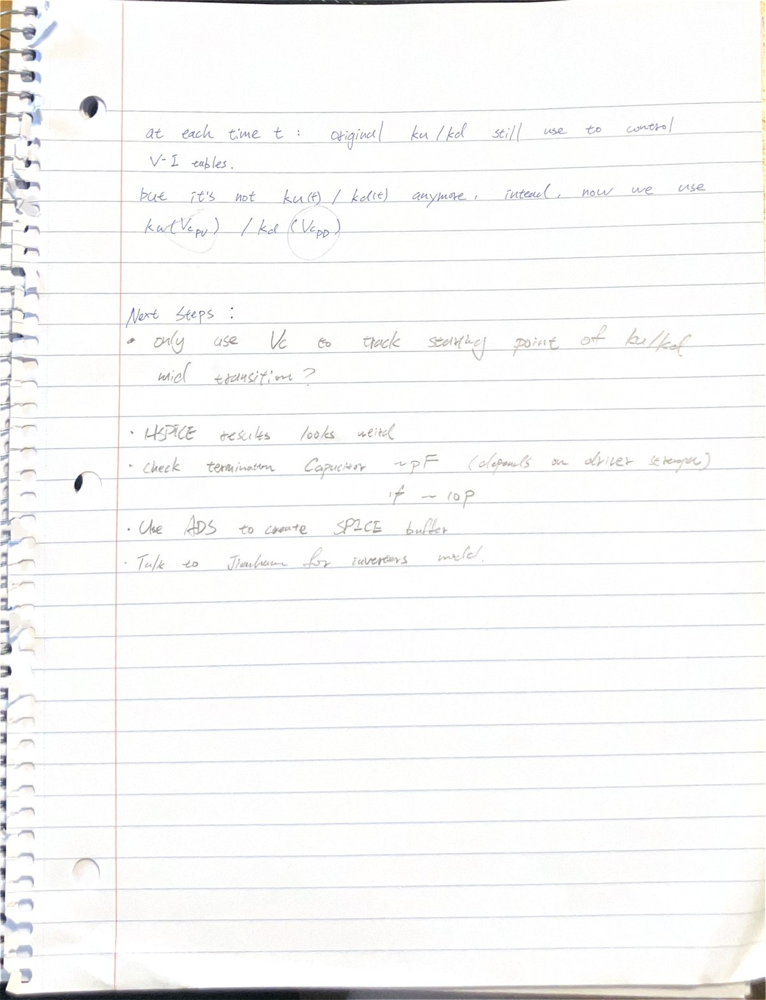 at each time t : original ku/kd still use to control
V-I tables.
but it's not ku(t) / kd(t) anymore, intead, now we use
ku(VcPU) / kd (VcPD)
Next Steps :
• only use Vc to track starting point of ku/kd
mid transition?
· HSPICE results looks weird
· check termination Capacitor ~pF (depends on driver strength)
if ~ 10p
· Use ADS to create SPICE buffer
· Talk to for inverters model.